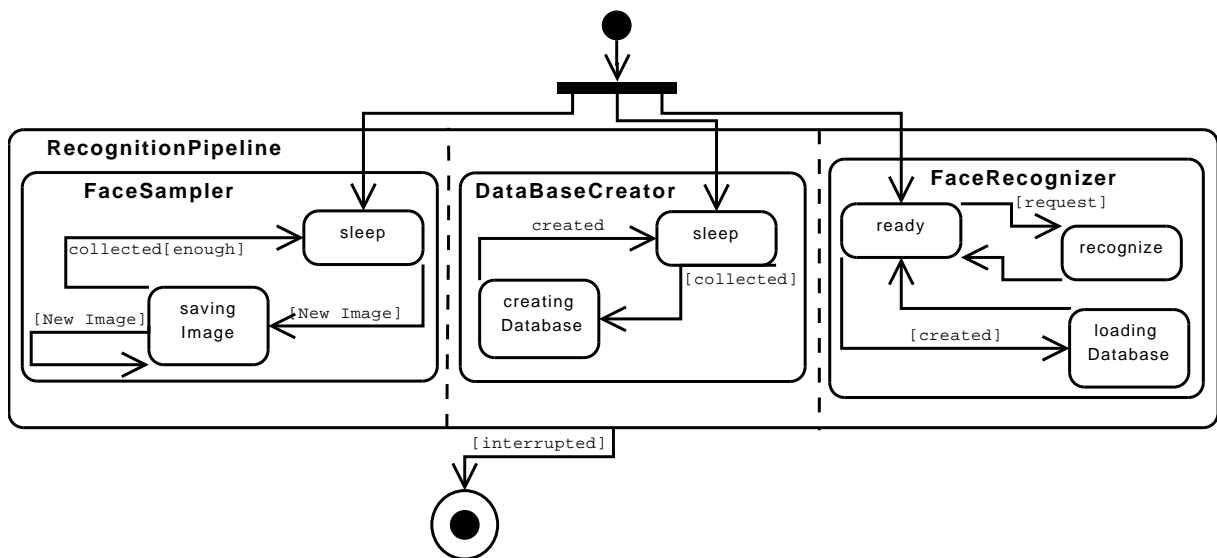 RecognitionPipeline
FaceSampler
sleep
collected[enough]
saving
Image
[New Image]
[New Image]
DataBaseCreator
created
sleep
[collected]
creating
Database
FaceRecognizer
ready
[request]
recognize
[created]
loading
Database
[interrupted]